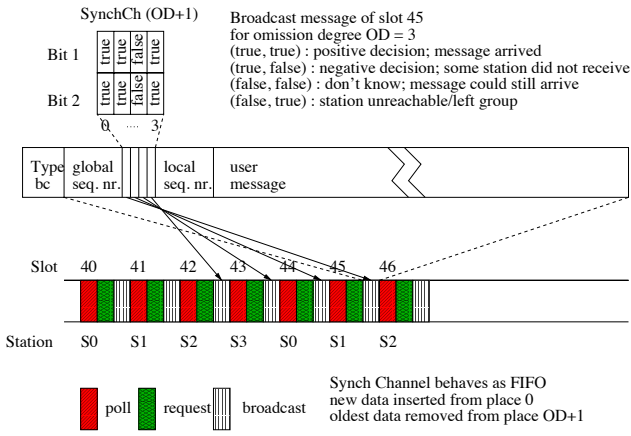 SynchCh (OD+1)
Bit 1 true true false true
Bit 2 true true false true
0 .... 3
Broadcast message of slot 45
for omission degree OD = 3
(true, true) : positive decision; message arrived
(true, false) : negative decision; some station did not receive
(false, false) : don't know; message could still arrive
(false, true) : station unreachable/left group
Type global local user
bc seq. nr. seq. nr. message
Slot 40 41 42 43 44 45 46
Station S0 S1 S2 S3 S0 S1 S2
poll request broadcast
Synch Channel behaves as FIFO
new data inserted from place 0
oldest data removed from place OD+1